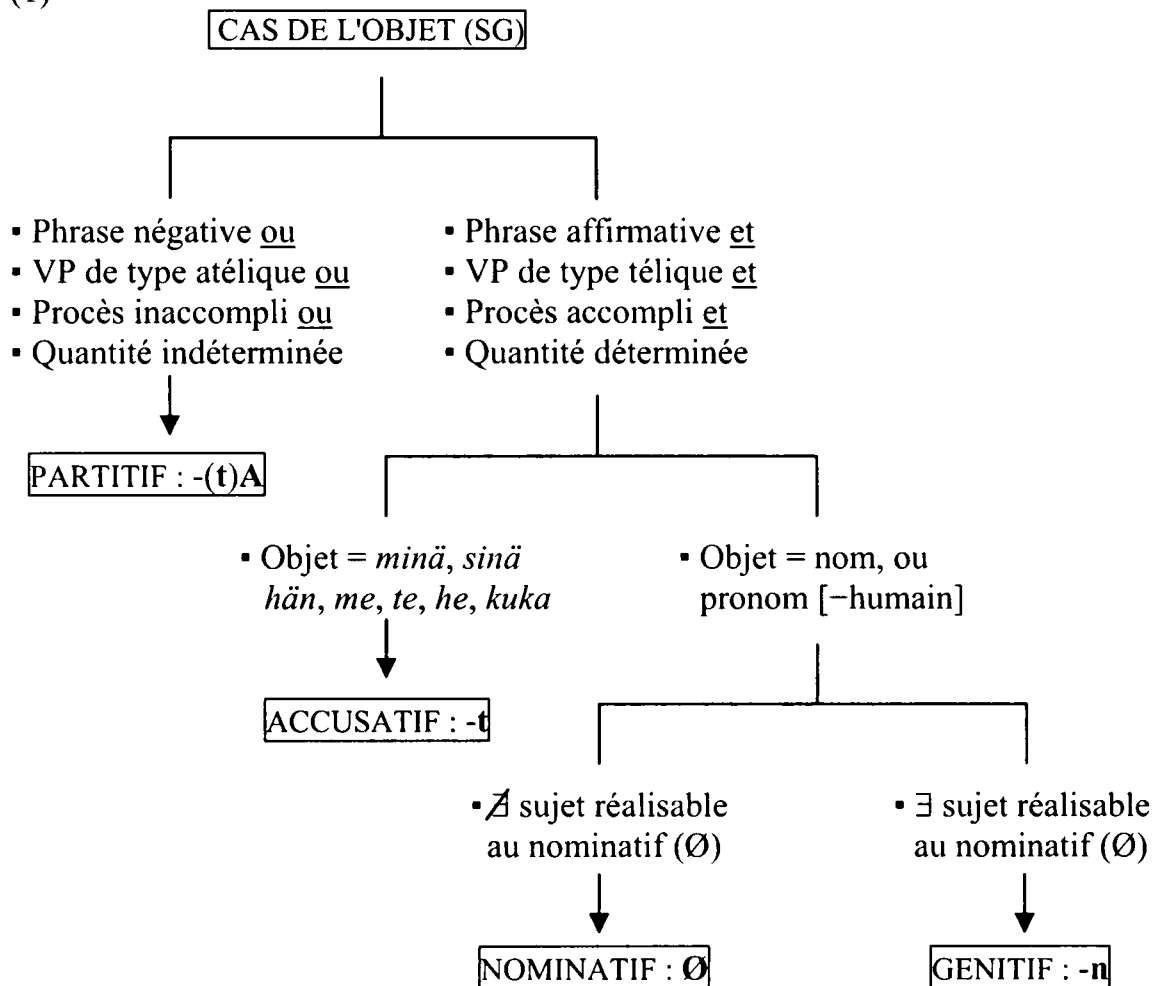 CAS DE L'OBJET (SG)
▪ Phrase négative ou
▪ VP de type atélique ou
▪ Procès inaccompli ou
▪ Quantité indéterminée
PARTITIF : -(t)A
▪ Phrase affirmative et
▪ VP de type télique et
▪ Procès accompli et
▪ Quantité déterminée
▪ Objet = minä, sinä
hän, me, te, he, kuka
ACCUSATIF : -t
▪ Objet = nom, ou
pronom [−humain]
▪ ∄ sujet réalisable
au nominatif (Ø)
NOMINATIF : Ø
▪ ∃ sujet réalisable
au nominatif (Ø)
GENITIF : -n